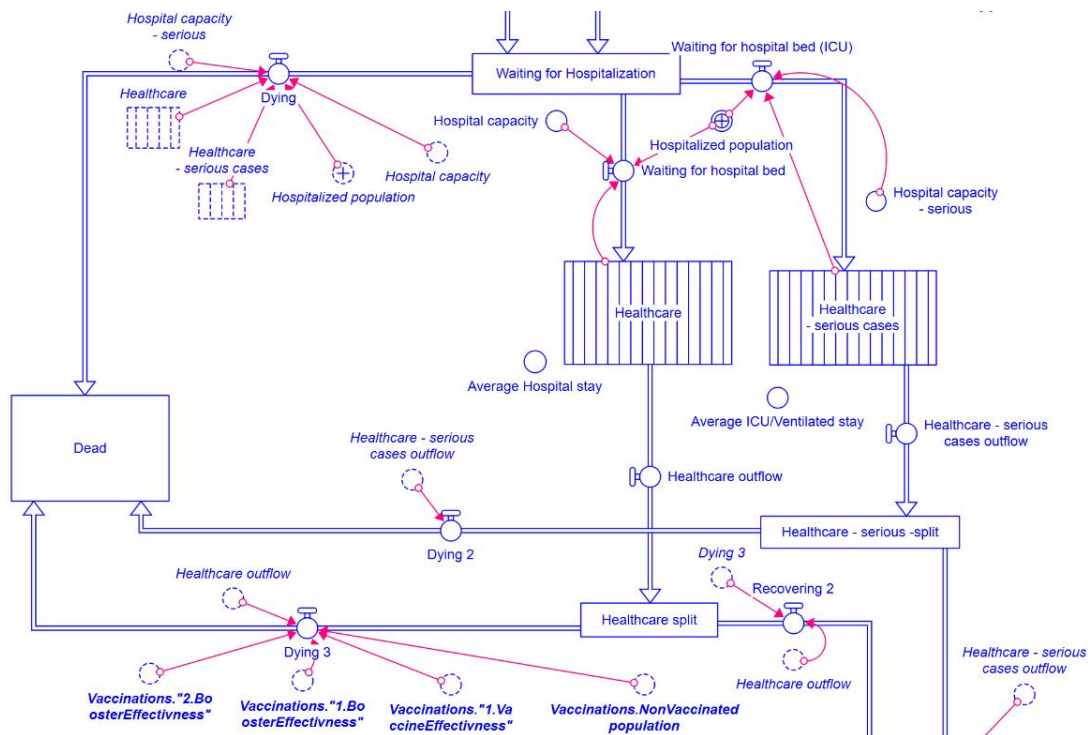 Hospital capacity
- serious
Waiting for hospital bed (ICU)
Waiting for Hospitalization
Healthcare
Dying
Hospital capacity
Hospitalized population
Healthcare
- serious cases
Hospital capacity
Waiting for hospital bed
Hospitalized population
Hospital capacity
- serious
Healthcare
Healthcare
- serious cases
Average Hospital stay
Average ICU/Ventilated stay
Healthcare - serious
cases outflow
Dead
Healthcare - serious
cases outflow
Healthcare outflow
Dying 2
Healthcare - serious -split
Healthcare outflow
Dying 3
Recovering 2
Healthcare split
Dying 3
Healthcare outflow
Healthcare - serious
cases outflow
Vaccinations."2.Bo
osterEffectivness"
Vaccinations."1.Bo
osterEffectivness"
Vaccinations."1.Va
ccineEffectivness"
Vaccinations.NonVaccinated
population